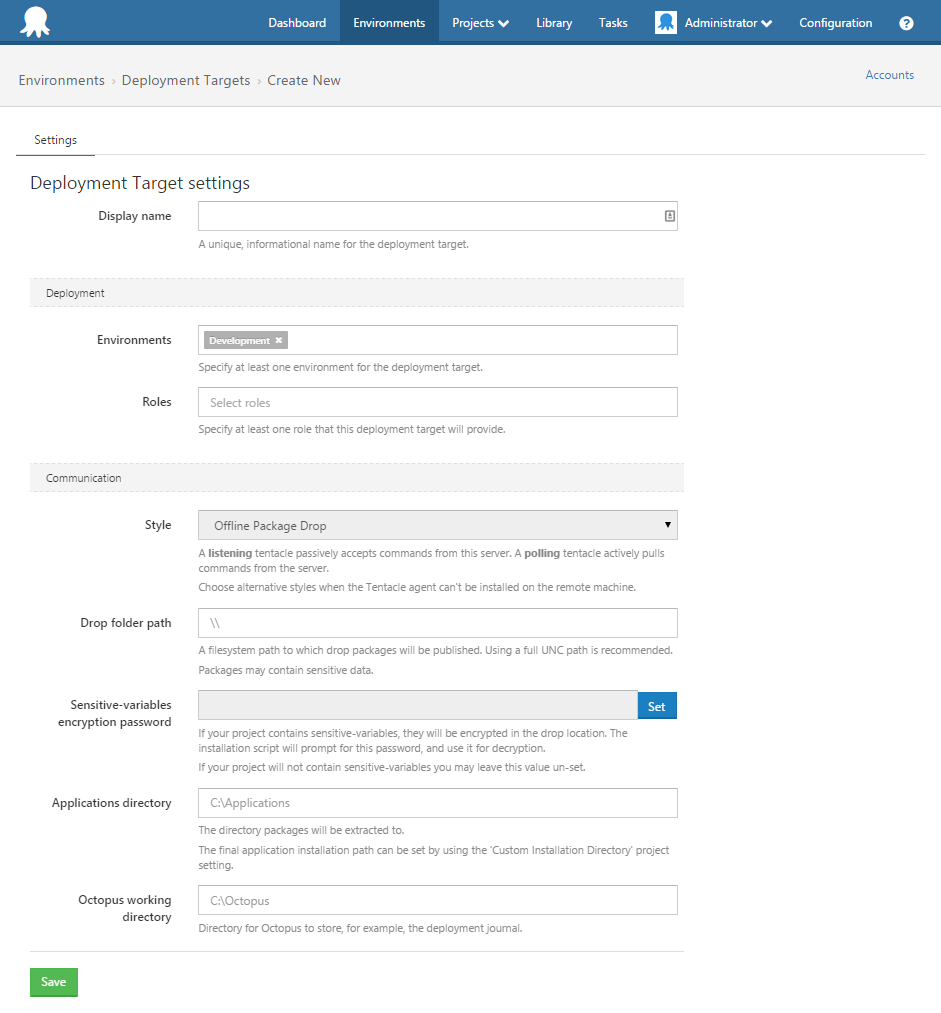 Dashboard Environments Projects Library Tasks Administrator Configuration ?
Environments › Deployment Targets › Create New
Accounts
Settings
Deployment Target settings
Display name
A unique, informational name for the deployment target.
Deployment
Environments
Development ×
Specify at least one environment for the deployment target.
Roles
Select roles
Specify at least one role that this deployment target will provide.
Communication
Style
Offline Package Drop
A listening tentacle passively accepts commands from this server. A polling tentacle actively pulls
commands from the server.
Choose alternative styles when the Tentacle agent can't be installed on the remote machine.
Drop folder path
\\
A filesystem path to which drop packages will be published. Using a full UNC path is recommended.
Packages may contain sensitive data.
Sensitive-variables
encryption password
Set
If your project contains sensitive-variables, they will be encrypted in the drop location. The
installation script will prompt for this password, and use it for decryption.
If your project will not contain sensitive-variables you may leave this value un-set.
Applications directory
C:\Applications
The directory packages will be extracted to.
The final application installation path can be set by using the 'Custom Installation Directory' project
setting.
Octopus working
directory
C:\Octopus
Directory for Octopus to store, for example, the deployment journal.
Save